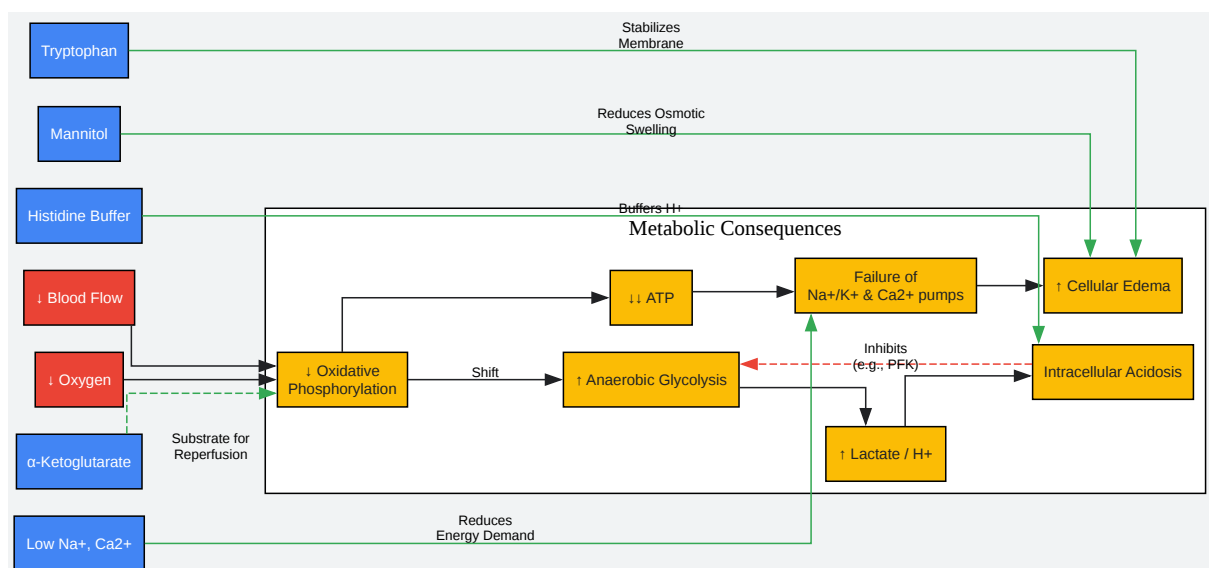 Stabilizes
Membrane
Tryptophan
Reduces Osmotic
Swelling
Mannitol
Histidine Buffer
Buffers H+
Metabolic Consequences
↓ Blood Flow
↓↓ ATP
Failure of
Na+/K+ & Ca2+ pumps
↑ Cellular Edema
↓ Oxygen
↓ Oxidative
Phosphorylation
Shift
↑ Anaerobic Glycolysis
Inhibits
(e.g., PFK)
Intracellular Acidosis
Substrate for
Reperfusion
α-Ketoglutarate
↑ Lactate / H+
Reduces
Energy Demand
Low Na+, Ca2+